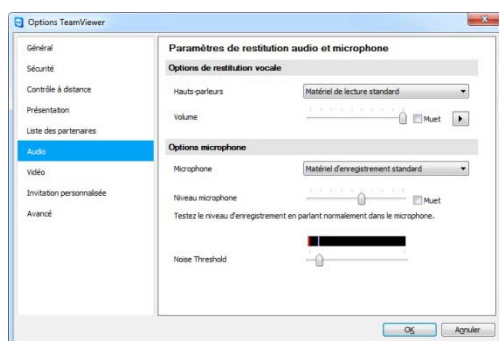 Options TeamViewer
Général
Sécurité
Contrôle à distance
Présentation
Liste des partenaires
Audio
Vidéo
Invitation personnalisée
Avancé
Paramètres de restitution audio et microphone
Options de restitution vocale
Hauts-parleurs
Matériel de lecture standard
Volume
Muet
Options microphone
Microphone
Matériel d'enregistrement standard
Niveau microphone
Muet
Testez le niveau d'enregistrement en parlant normalement dans le microphone.
Noise Threshold
OK
Annuler